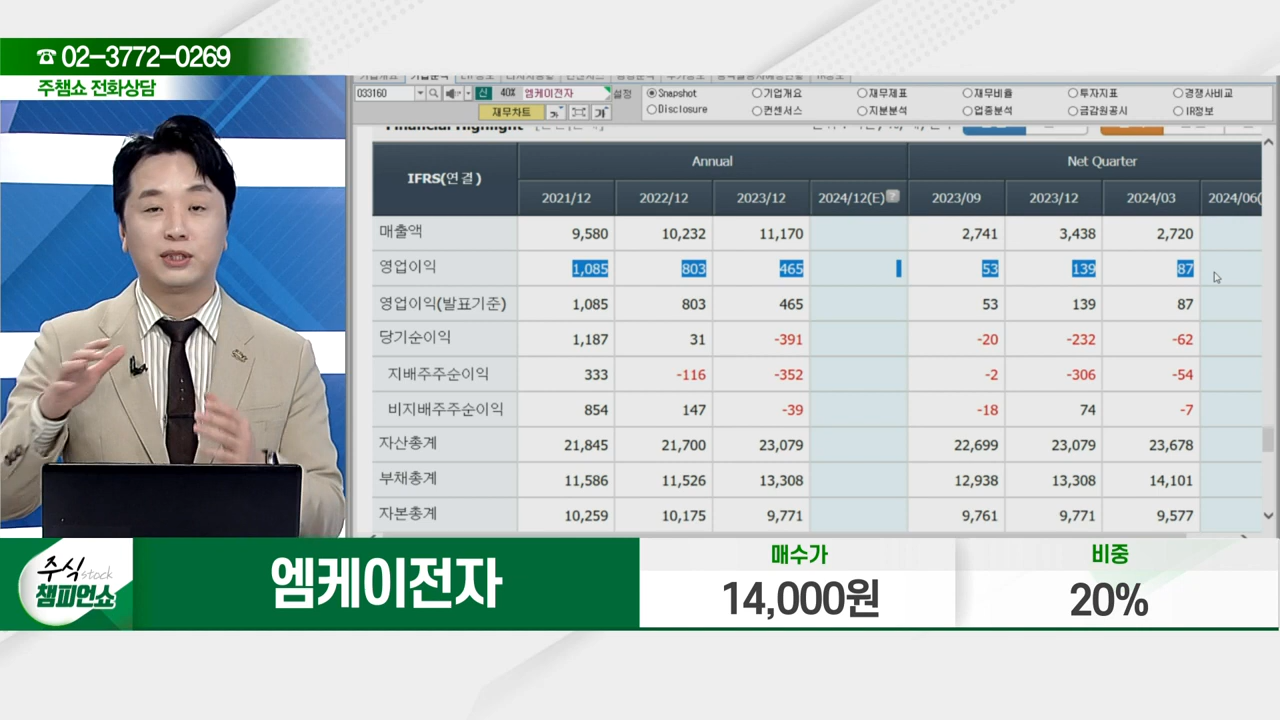 ☎ 02-3772-0269
주챔쇼 전화상담
033160 신 40% 엠케이전자 설정
재무차트
Snapshot 기업개요 재무제표 재무비율 투자지표 경쟁사비교
Disclosure 컨센서스 지분분석 업종분석 금감원공시 IR정보
Financial Highlight
IFRS(연결) Annual Net Quarter
2021/12 2022/12 2023/12 2024/12(E) 2023/09 2023/12 2024/03 2024/06(
매출액 9,580 10,232 11,170 2,741 3,438 2,720
영업이익 1,085 803 465 53 139 87
영업이익(발표기준) 1,085 803 465 53 139 87
당기순이익 1,187 31 -391 -20 -232 -62
지배주주순이익 333 -116 -352 -2 -306 -54
비지배주주순이익 854 147 -39 -18 74 -7
자산총계 21,845 21,700 23,079 22,699 23,079 23,678
부채총계 11,586 11,526 13,308 12,938 13,308 14,101
자본총계 10,259 10,175 9,771 9,761 9,771 9,577
주식 stock
챔피언쇼
엠케이전자
매수가
14,000원
비중
20%